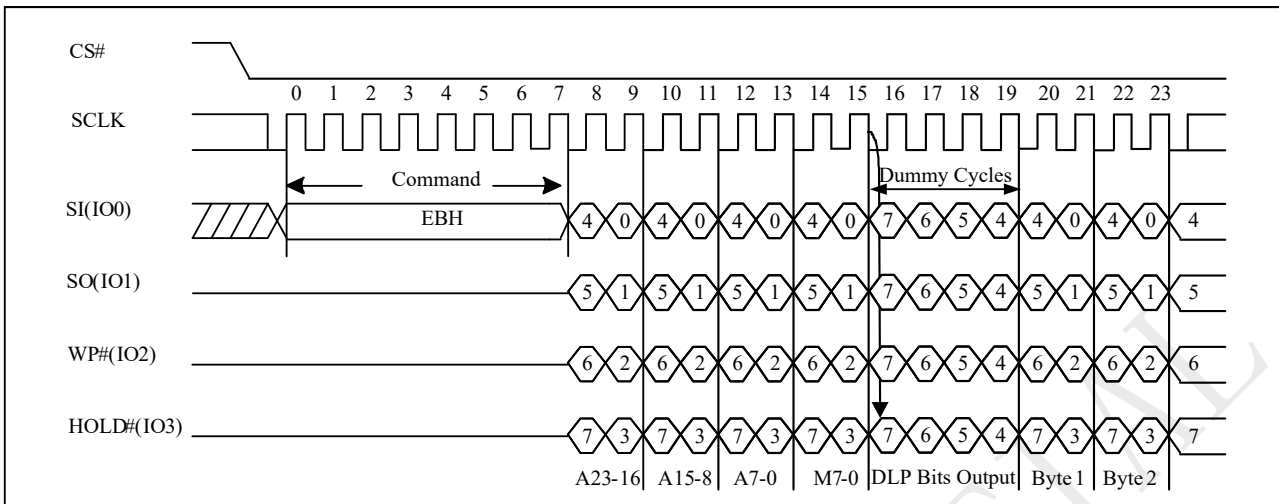 CS#
0 1 2 3 4 5 6 7 8 9 10 11 12 13 14 15 16 17 18 19 20 21 22 23
SCLK
Command
Dummy Cycles
SI(IO0)
EBH
4 0 4 0 4 0 4 0 7 6 5 4 4 0 4 0 4
SO(IO1)
5 1 5 1 5 1 5 1 7 6 5 4 5 1 5 1 5
WP#(IO2)
6 2 6 2 6 2 6 2 7 6 5 4 6 2 6 2 6
HOLD#(IO3)
7 3 7 3 7 3 7 3 7 6 5 4 7 3 7 3 7
A23-16 A15-8 A7-0 M7-0 DLP Bits Output Byte 1 Byte 2